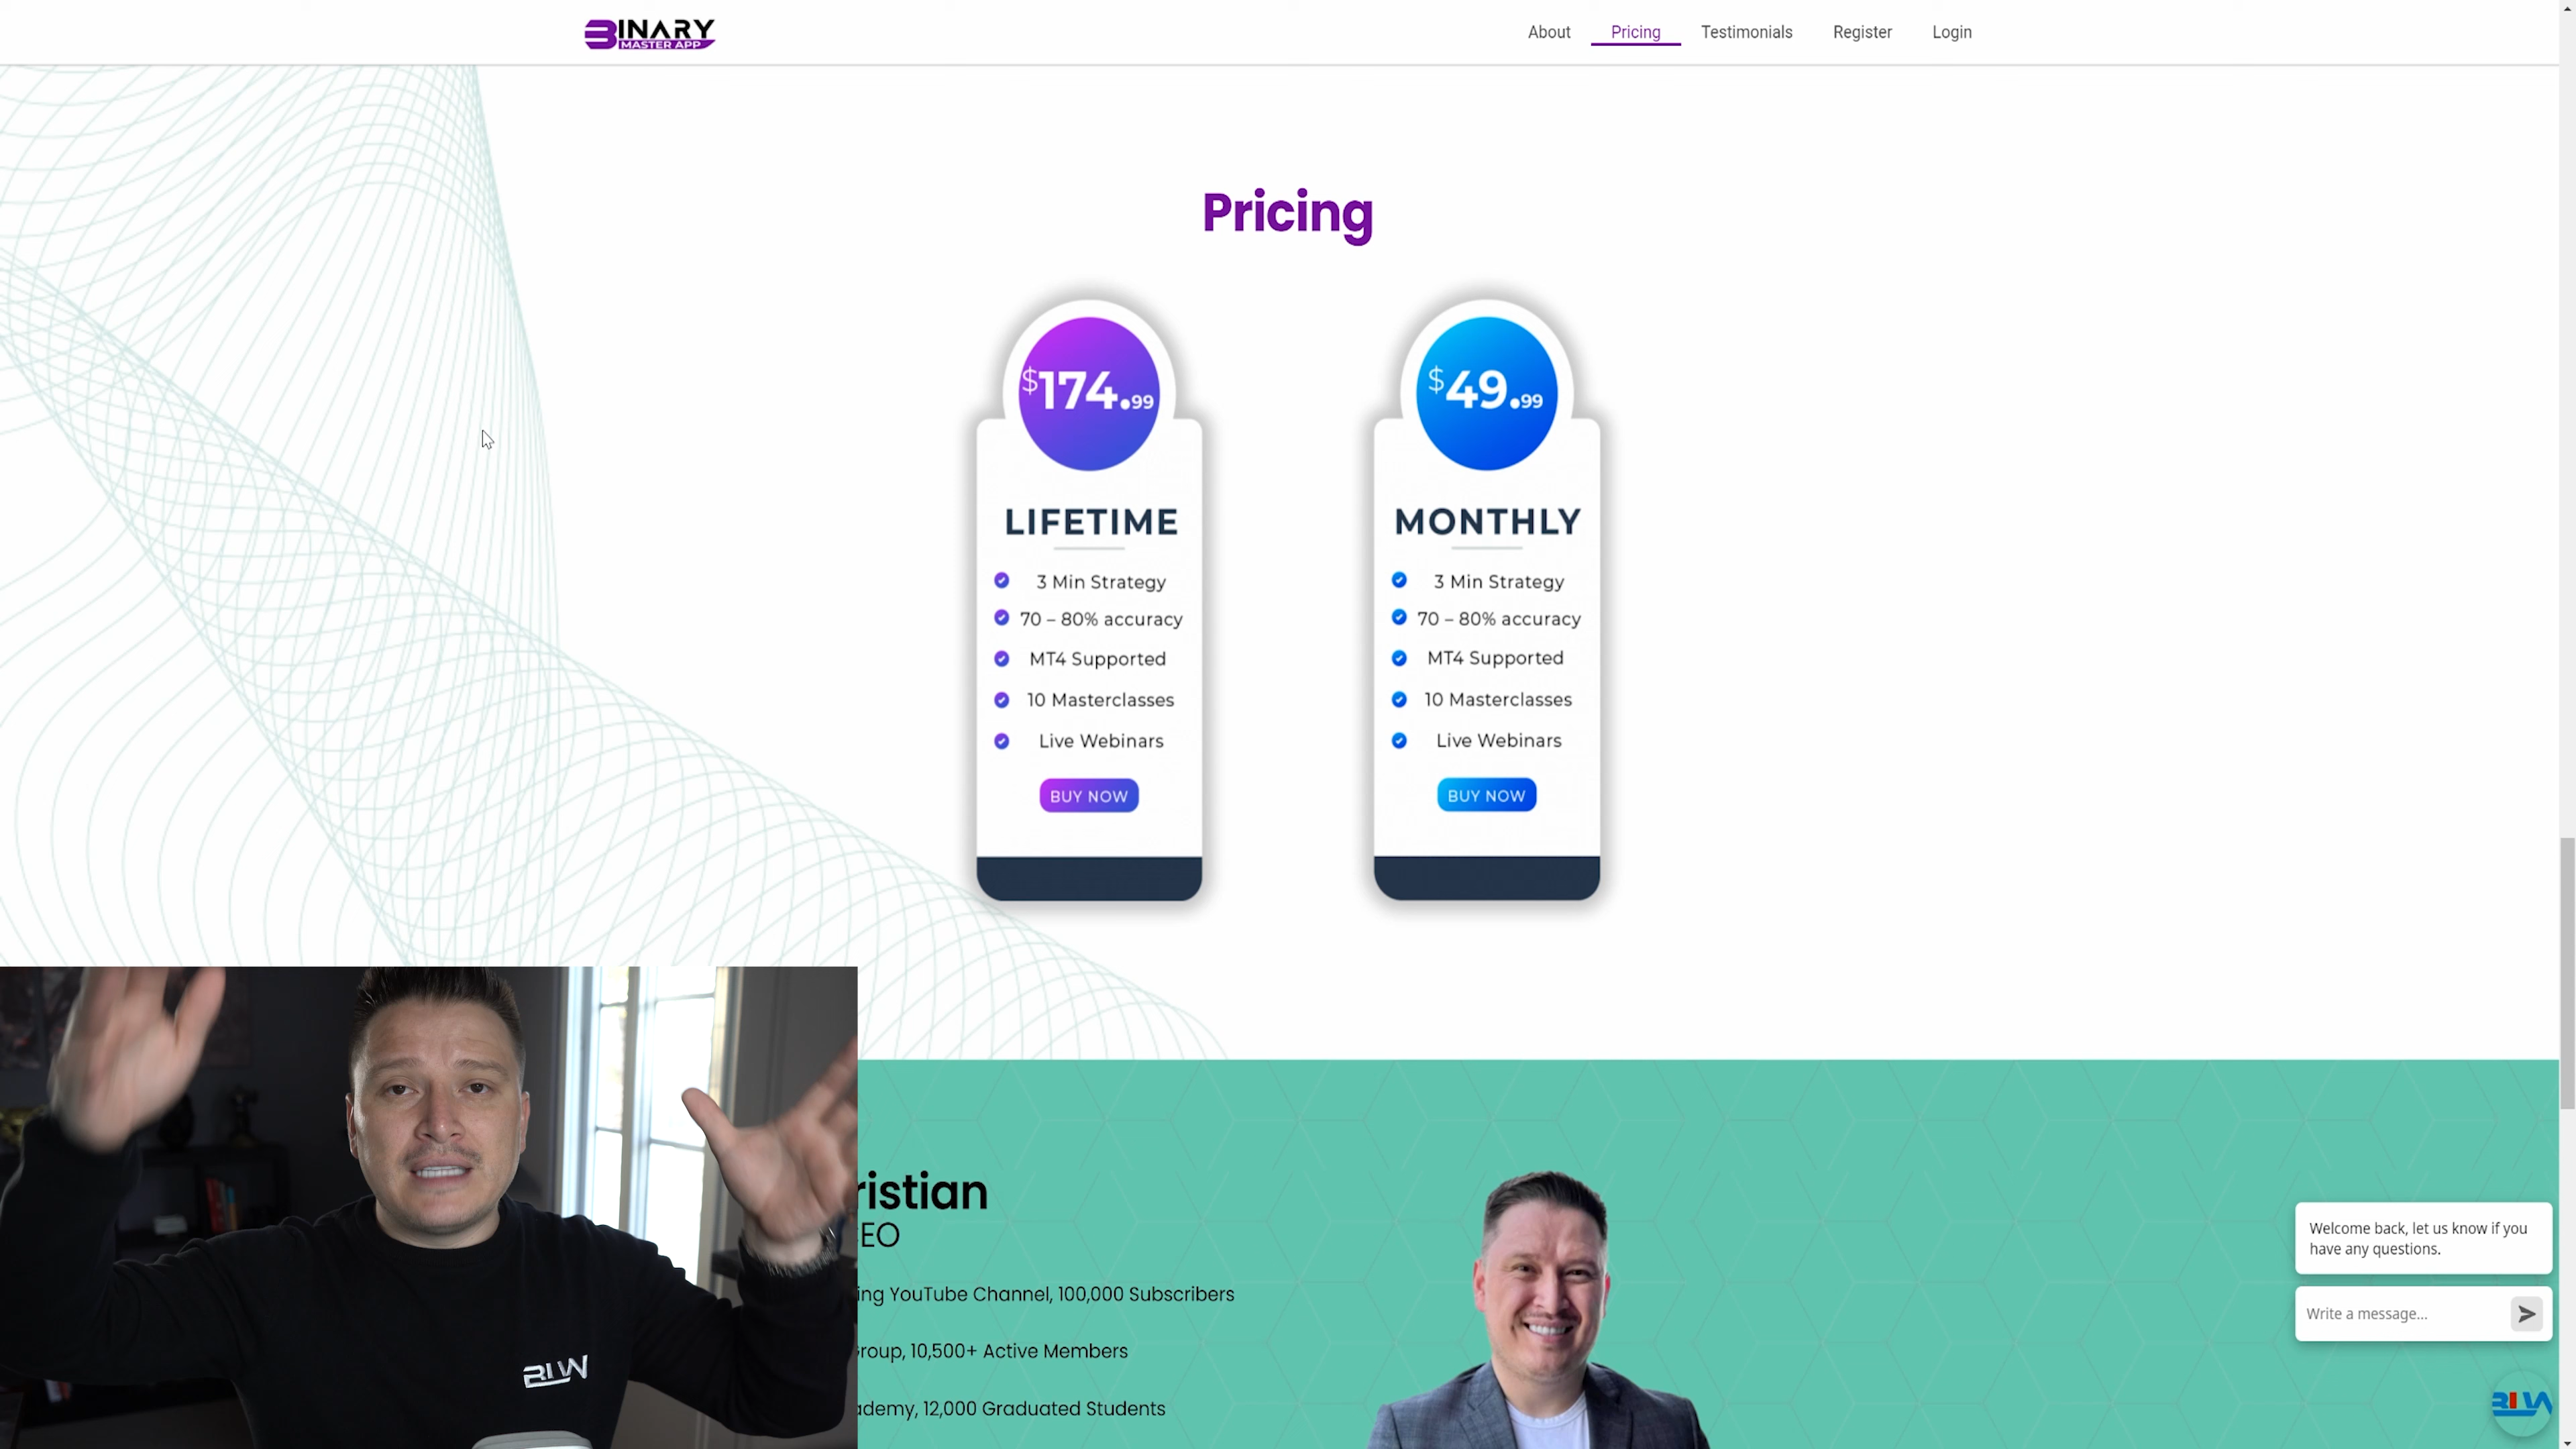 BINARY
MASTER APP
About Pricing Testimonials Register Login
Pricing
$174.99
LIFETIME
3 Min Strategy
70 – 80% accuracy
MT4 Supported
10 Masterclasses
Live Webinars
BUY NOW
$49.99
MONTHLY
3 Min Strategy
70 – 80% accuracy
MT4 Supported
10 Masterclasses
Live Webinars
BUY NOW
ristian
EO
ing YouTube Channel, 100,000 Subscribers
roup, 10,500+ Active Members
ademy, 12,000 Graduated Students
BLW
Welcome back, let us know if you
have any questions.
Write a message...
BLW